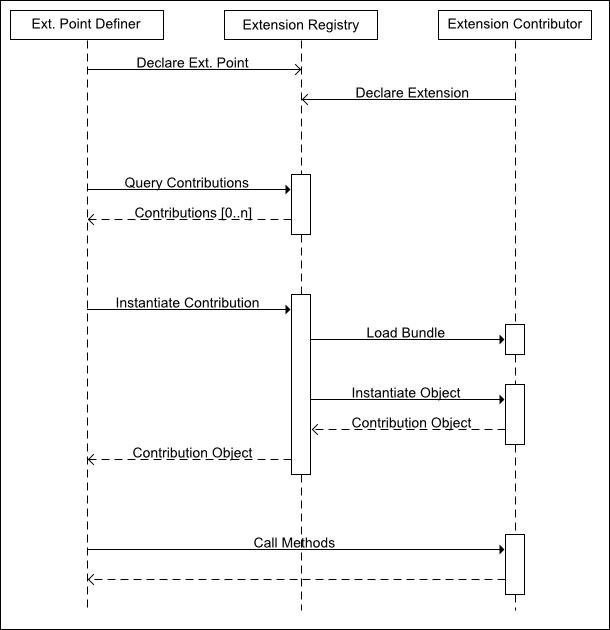 Ext. Point Definer
Extension Registry
Extension Contributor
Declare Ext. Point
Declare Extension
Query Contributions
Contributions [0..n]
Instantiate Contribution
Load Bundle
Instantiate Object
Contribution Object
Contribution Object
Call Methods